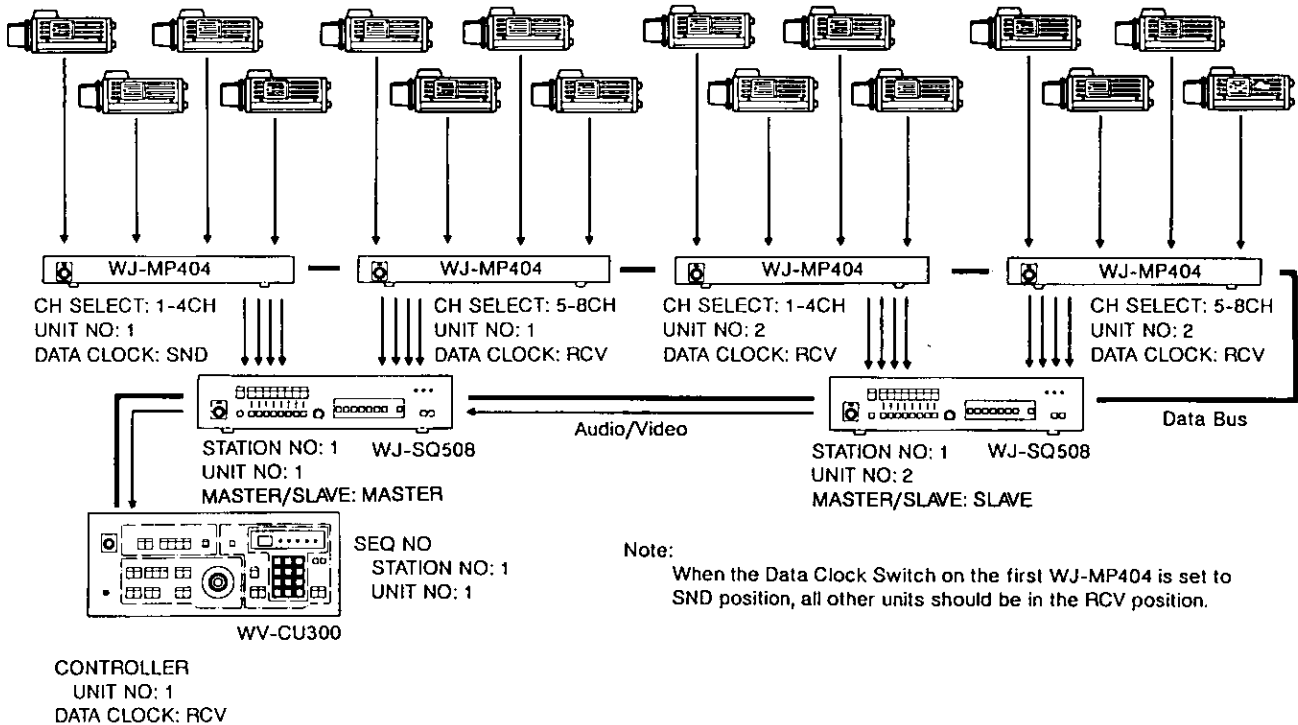 WJ-MP404
CH SELECT: 1-4CH
UNIT NO: 1
DATA CLOCK: SND
WJ-MP404
CH SELECT: 5-8CH
UNIT NO: 1
DATA CLOCK: RCV
WJ-MP404
CH SELECT: 1-4CH
UNIT NO: 2
DATA CLOCK: RCV
WJ-MP404
CH SELECT: 5-8CH
UNIT NO: 2
DATA CLOCK: RCV
STATION NO: 1
WJ-SQ508
UNIT NO: 1
MASTER/SLAVE: MASTER
Audio/Video
STATION NO: 1
WJ-SQ508
UNIT NO: 2
MASTER/SLAVE: SLAVE
Data Bus
SEQ NO
STATION NO: 1
UNIT NO: 1
WV-CU300
CONTROLLER
UNIT NO: 1
DATA CLOCK: RCV
Note:
When the Data Clock Switch on the first WJ-MP404 is set to
SND position, all other units should be in the RCV position.